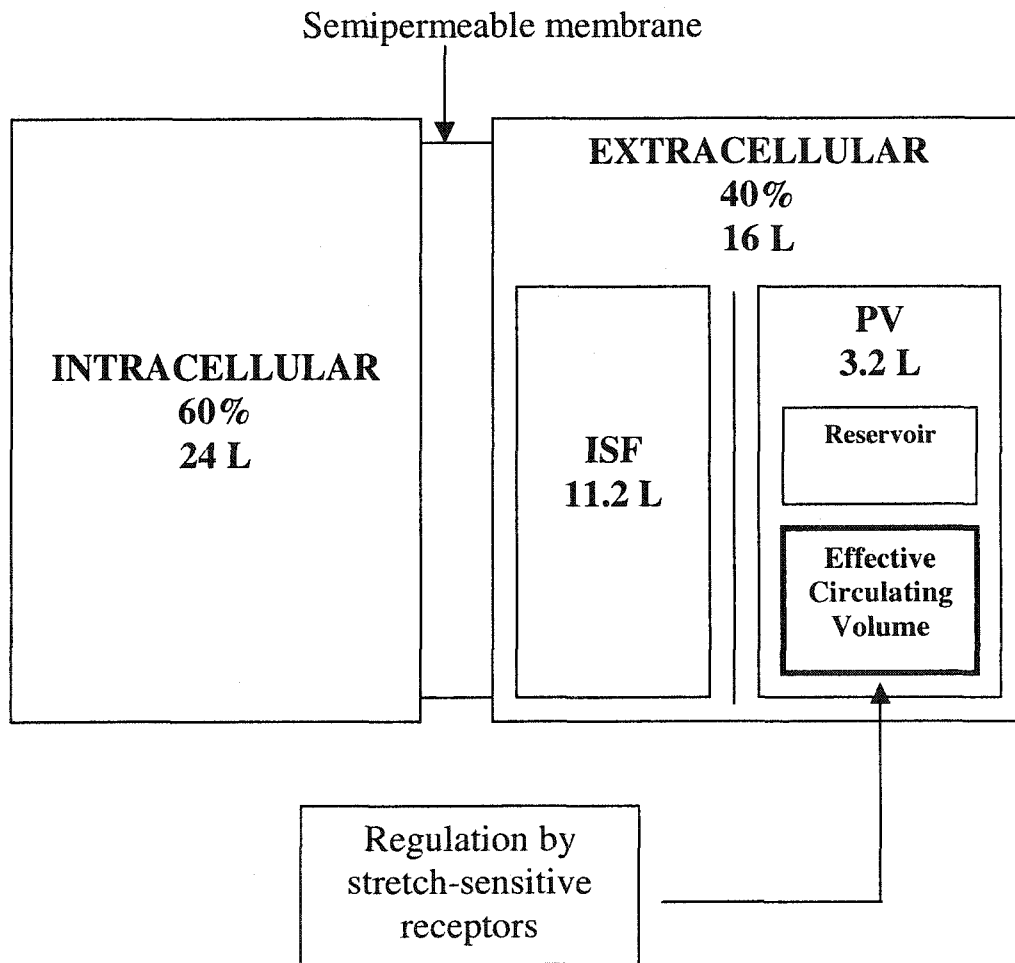 Semipermeable membrane
INTRACELLULAR
60%
24 L
EXTRACELLULAR
40%
16 L
ISF
11.2 L
PV
3.2 L
Reservoir
Effective
Circulating
Volume
Regulation by
stretch-sensitive
receptors